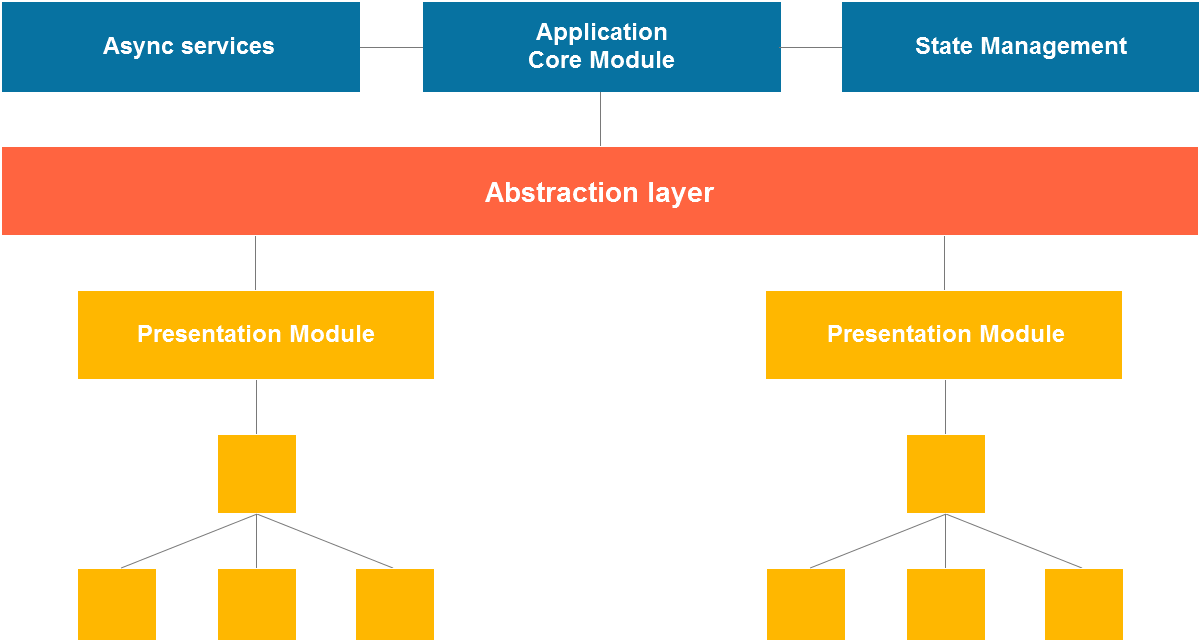 Async services
Application
Core Module
State Management
Abstraction layer
Presentation Module
Presentation Module